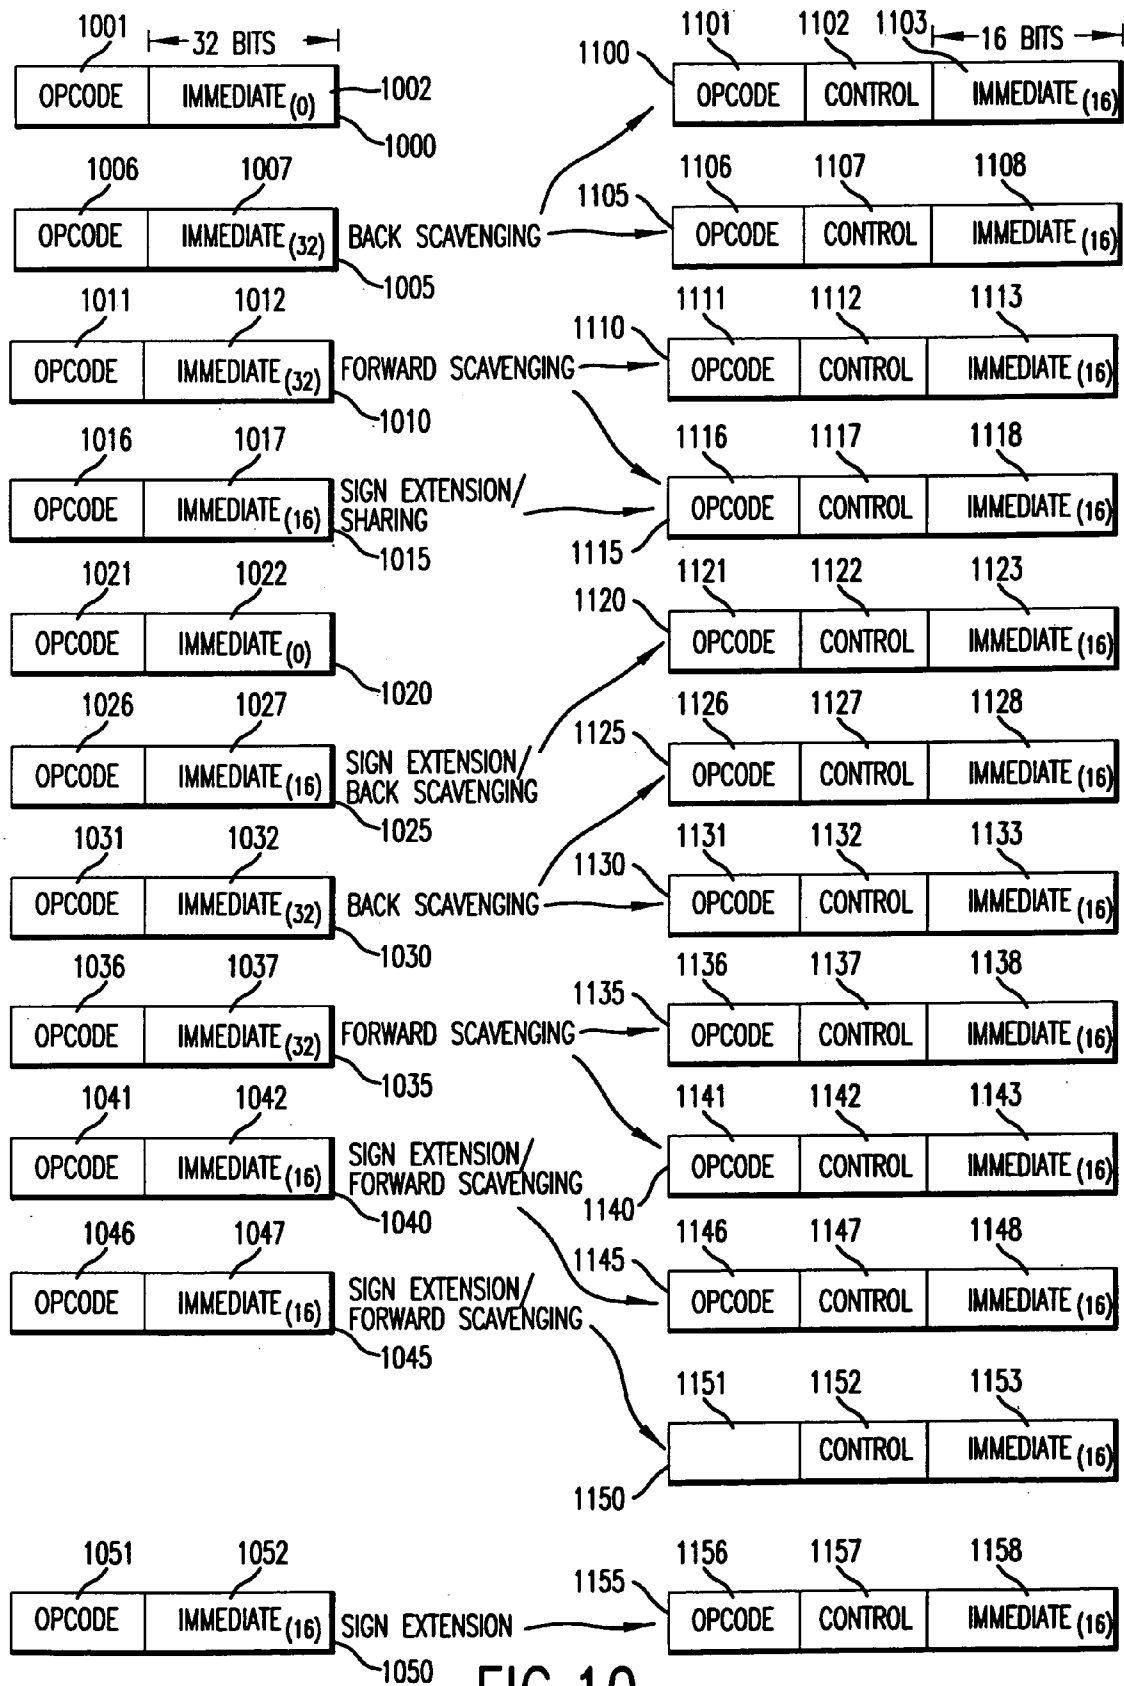 1001 32 BITS 1101 1102 1103 16 BITS
1100
OPCODE IMMEDIATE(0) 1002 OPCODE CONTROL IMMEDIATE(16)
1000
1006 1007 1106 1107 1108
1105
OPCODE IMMEDIATE(32) BACK SCAVENGING OPCODE CONTROL IMMEDIATE(16)
1005
1011 1012 1111 1112 1113
1110
OPCODE IMMEDIATE(32) FORWARD SCAVENGING OPCODE CONTROL IMMEDIATE(16)
1010
1016 1017 1116 1117 1118
OPCODE IMMEDIATE(16) SIGN EXTENSION/ OPCODE CONTROL IMMEDIATE(16)
SHARING
1015 1115
1021 1022 1121 1122 1123
1120
OPCODE IMMEDIATE(0) OPCODE CONTROL IMMEDIATE(16)
1020
1026 1027 1126 1127 1128
1125
OPCODE IMMEDIATE(16) SIGN EXTENSION/ OPCODE CONTROL IMMEDIATE(16)
BACK SCAVENGING
1025
1031 1032 1131 1132 1133
1130
OPCODE IMMEDIATE(32) BACK SCAVENGING OPCODE CONTROL IMMEDIATE(16)
1030
1036 1037 1136 1137 1138
1135
OPCODE IMMEDIATE(32) FORWARD SCAVENGING OPCODE CONTROL IMMEDIATE(16)
1035
1041 1042 1141 1142 1143
OPCODE IMMEDIATE(16) SIGN EXTENSION/ OPCODE CONTROL IMMEDIATE(16)
FORWARD SCAVENGING
1040 1140
1046 1047 1146 1147 1148
1145
OPCODE IMMEDIATE(16) SIGN EXTENSION/ OPCODE CONTROL IMMEDIATE(16)
FORWARD SCAVENGING
1045
1151 1152 1153
CONTROL IMMEDIATE(16)
1150
1051 1052 1156 1157 1158
1155
OPCODE IMMEDIATE(16) SIGN EXTENSION OPCODE CONTROL IMMEDIATE(16)
1050
FIG. 10